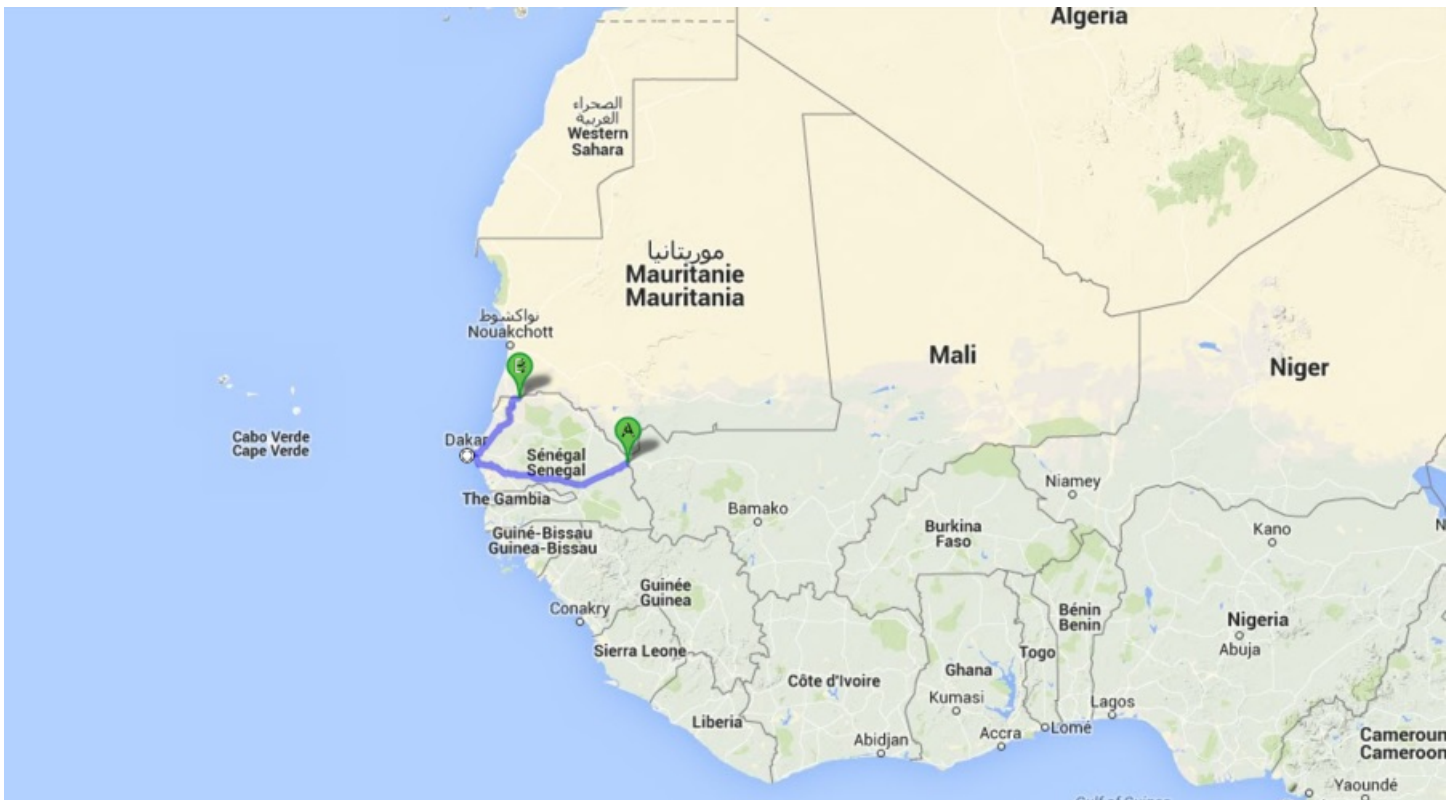 Algeria
الصحراء
الغربية
Western
Sahara
موريتانيا
Mauritanie
Mauritania
نواكشوط
Nouakchott
B
Mali
Niger
A
Cabo Verde
Cape Verde
Dakar
Sénégal
Senegal
The Gambia
Niamey
Bamako
Burkina
Faso
Kano
N
Guiné-Bissau
Guinea-Bissau
Guinée
Guinea
Conakry
Bénin
Benin
Nigeria
Abuja
Sierra Leone
Togo
Ghana
Côte d'Ivoire
Kumasi
Lagos
Liberia
Accra
Lomé
Abidjan
Cameroun
Cameroon
Yaoundé